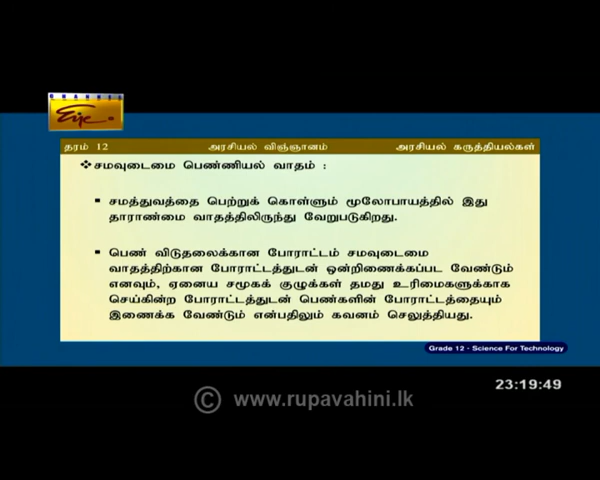 CHANNEL
Eye
தரம் 12 அரசியல் விஞ்ஞானம் அரசியல் கருத்தியல்கள்
❖சமவுடைமை பெண்ணியல் வாதம் :
▪ சமத்துவத்தை பெற்றுக் கொள்ளும் மூலோபாயத்தில் இது
தாராண்மை வாதத்திலிருந்து வேறுபடுகிறது.
▪ பெண் விடுதலைக்கான போராட்டம் சமவுடைமை
வாதத்திற்கான போராட்டத்துடன் ஒன்றிணைக்கப்பட வேண்டும்
எனவும், ஏனைய சமூகக் குழுக்கள் தமது உரிமைகளுக்காக
செய்கின்ற போராட்டத்துடன் பெண்களின் போராட்டத்தையும்
இணைக்க வேண்டும் என்பதிலும் கவனம் செலுத்தியது.
Grade 12 - Science For Technology
23:19:49
© www.rupavahini.lk